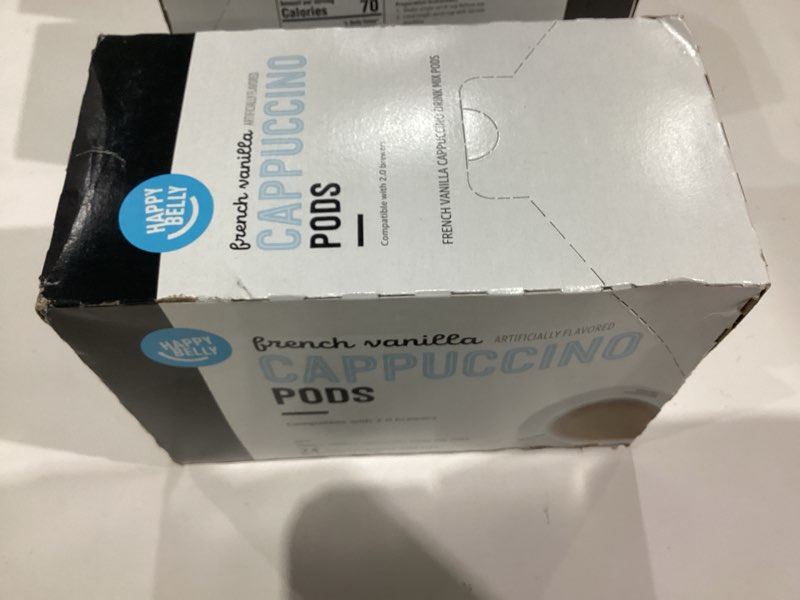 Amount per serving
Calories 70
HAPPY
BELLY
french vanilla ARTIFICIALLY FLAVORED
CAPPUCCINO
PODS
Compatible with 2.0 brewers
FRENCH VANILLA CAPPUCCINO DRINK MIX PODS
HAPPY
BELLY
french vanilla ARTIFICIALLY FLAVORED
CAPPUCCINO
PODS
Compatible with 2.0 brewers